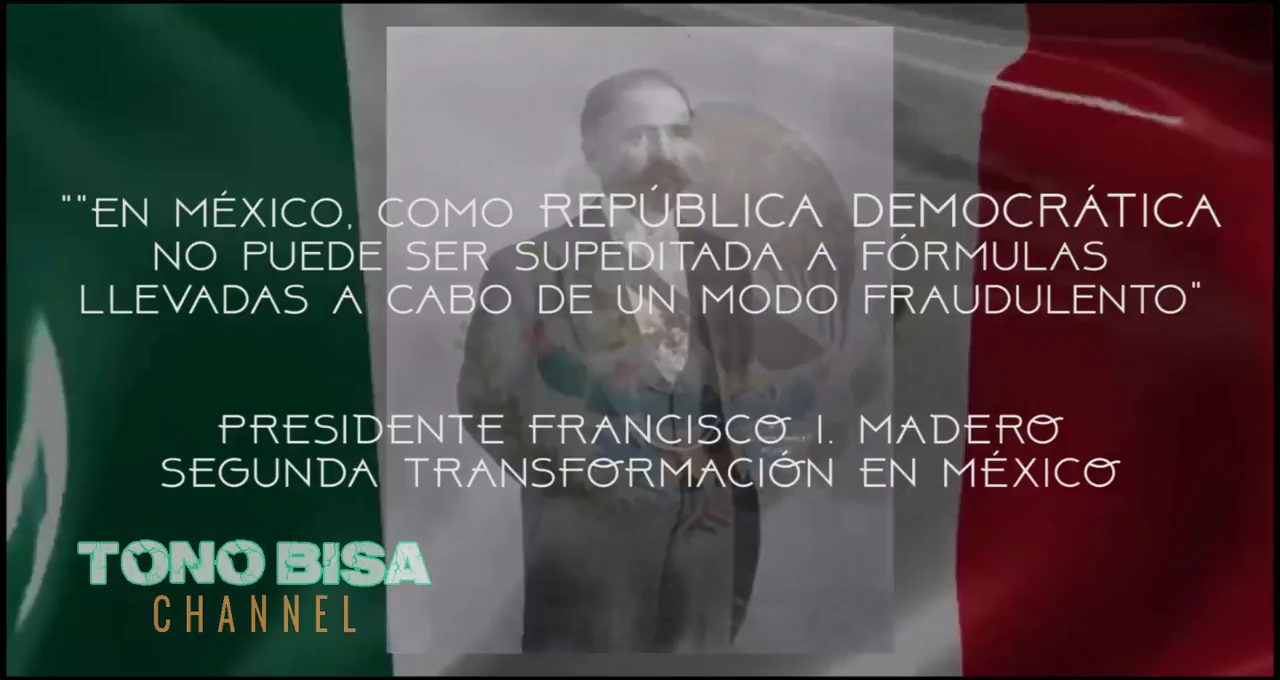 ""EN MÉXICO, COMO REPÚBLICA DEMOCRÁTICA
NO PUEDE SER SUPEDITADA A FÓRMULAS
LLEVADAS A CABO DE UN MODO FRAUDULENTO"
PRESIDENTE FRANCISCO I. MADERO
SEGUNDA TRANSFORMACIÓN EN MÉXICO
TONO BISA
CHANNEL